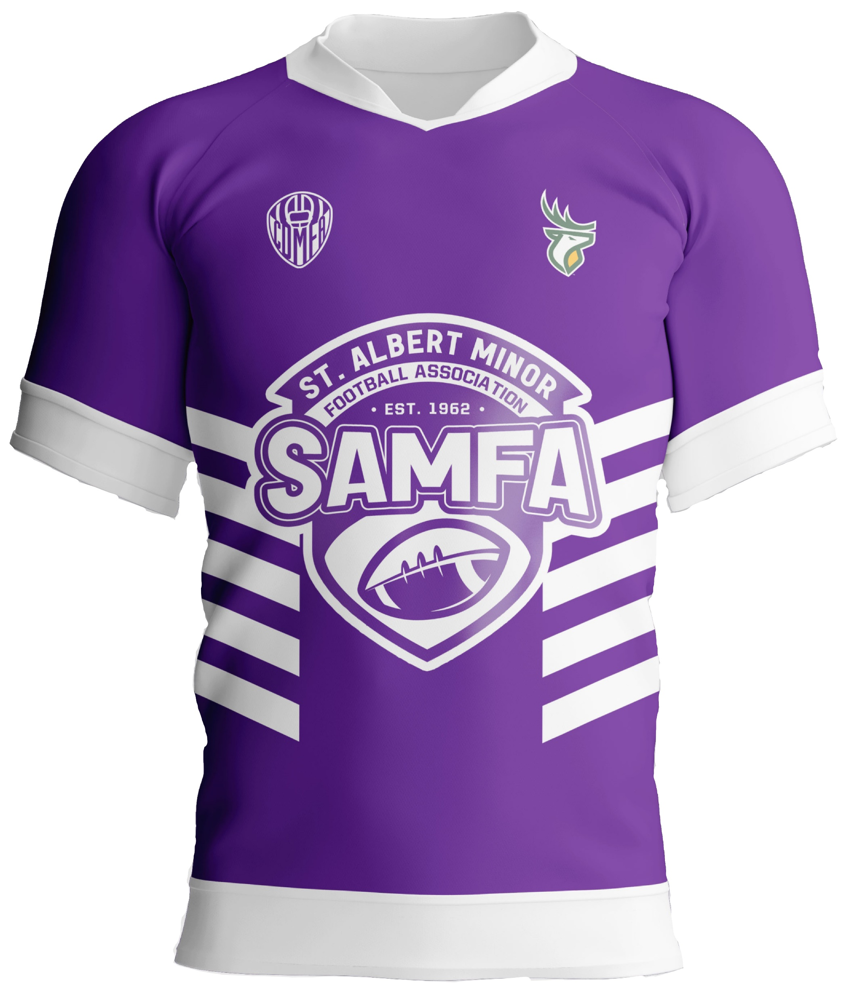 CDMFA
ST. ALBERT MINOR
FOOTBALL ASSOCIATION
• EST. 1962 •
SAMFA